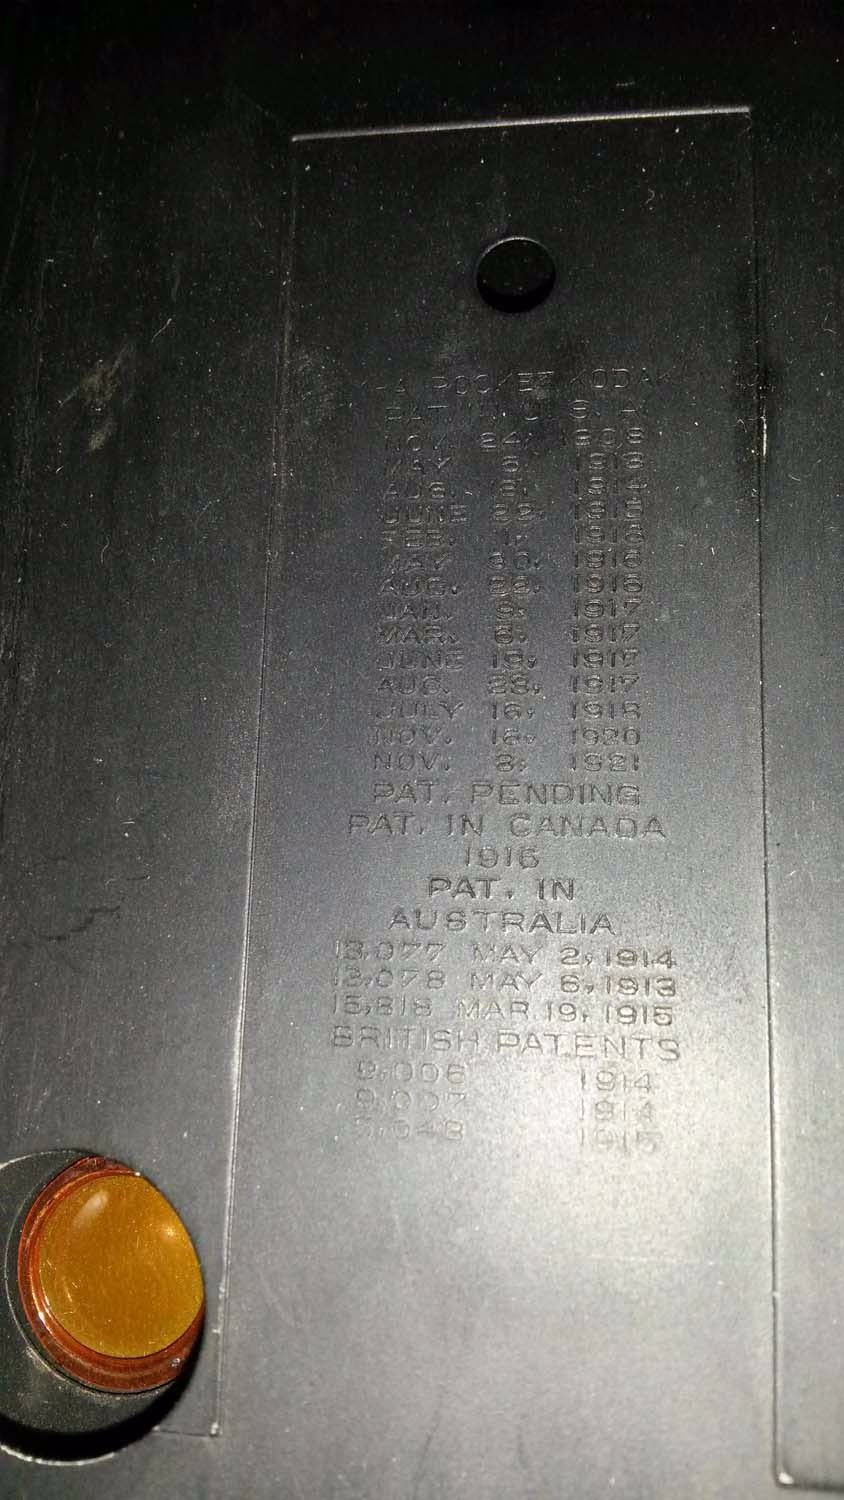 POCKET KODAK
PAT. IN U. S. A.
NOV. 24, 1908
MAY 6, 1913
AUG. 1914
JUNE 22, 1915
FEB. 1, 1916
MAY 30, 1916
AUG. 22, 1916
JAN. 9, 1917
MAR. 6, 1917
JUNE 19, 1917
AUG. 28, 1917
JULY 16, 1918
NOV. 16, 1920
NOV. 8, 1921
PAT. PENDING
PAT. IN CANADA
1916
PAT. IN
AUSTRALIA
13,077 MAY 2, 1914
13,078 MAY 6, 1913
15,818 MAR. 19, 1915
BRITISH PATENTS
9,006 1914
9,007 1914
1915